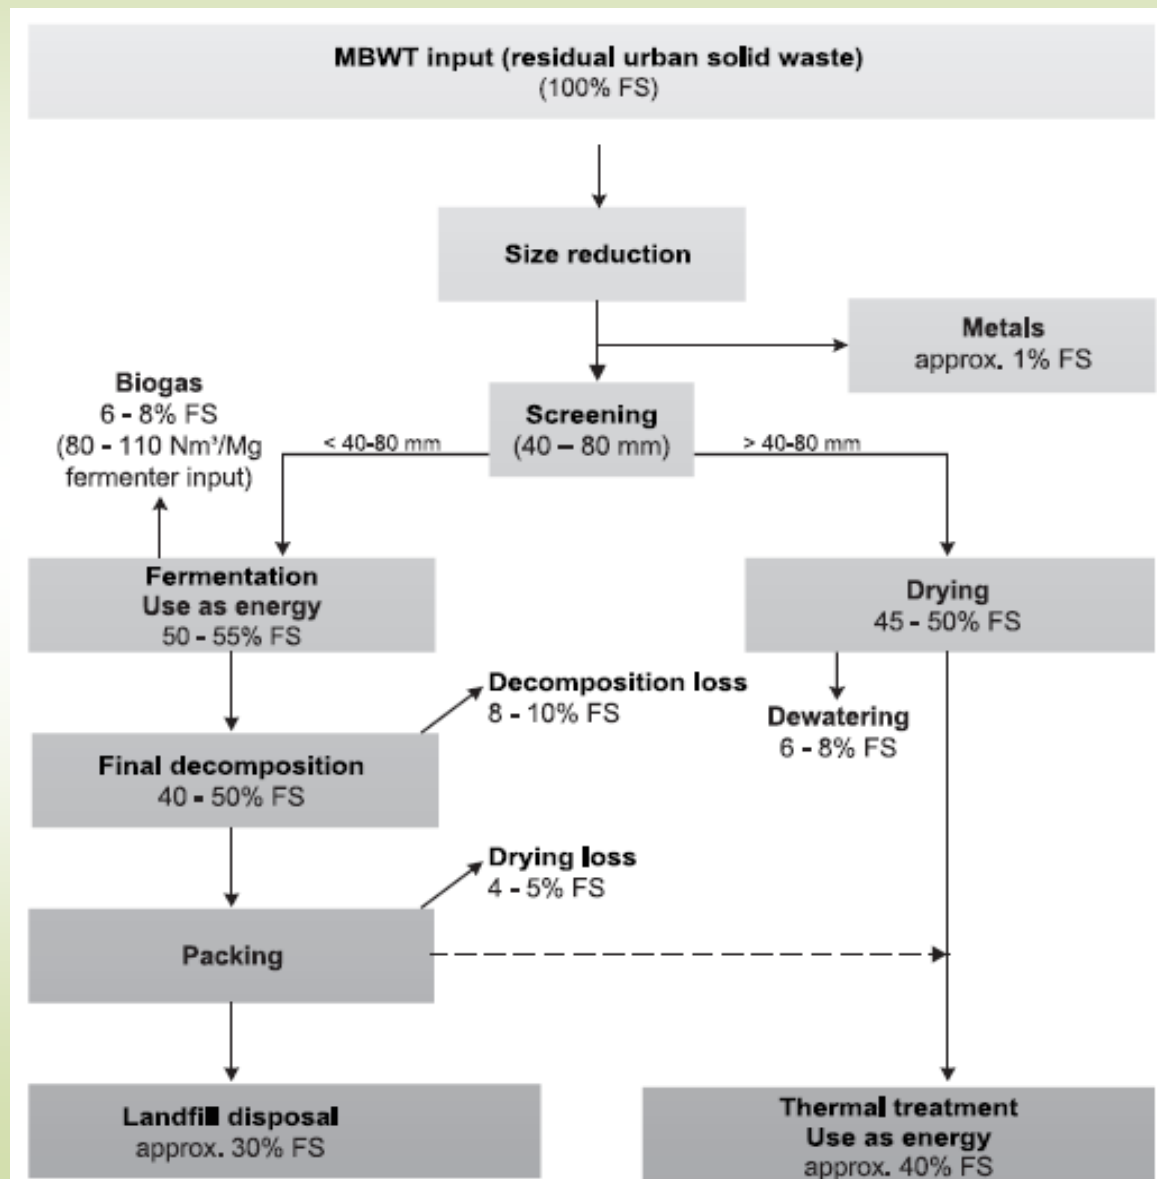 MBWT input (residual urban solid waste)
(100% FS)
Size reduction
Metals
approx. 1% FS
Biogas
6 - 8% FS
(80 - 110 Nm³/Mg
fermenter input)
Screening
(40 – 80 mm)
< 40-80 mm
> 40-80 mm
Fermentation
Use as energy
50 - 55% FS
Drying
45 - 50% FS
Decomposition loss
8 - 10% FS
Dewatering
6 - 8% FS
Final decomposition
40 - 50% FS
Drying loss
4 - 5% FS
Packing
Landfill disposal
approx. 30% FS
Thermal treatment
Use as energy
approx. 40% FS